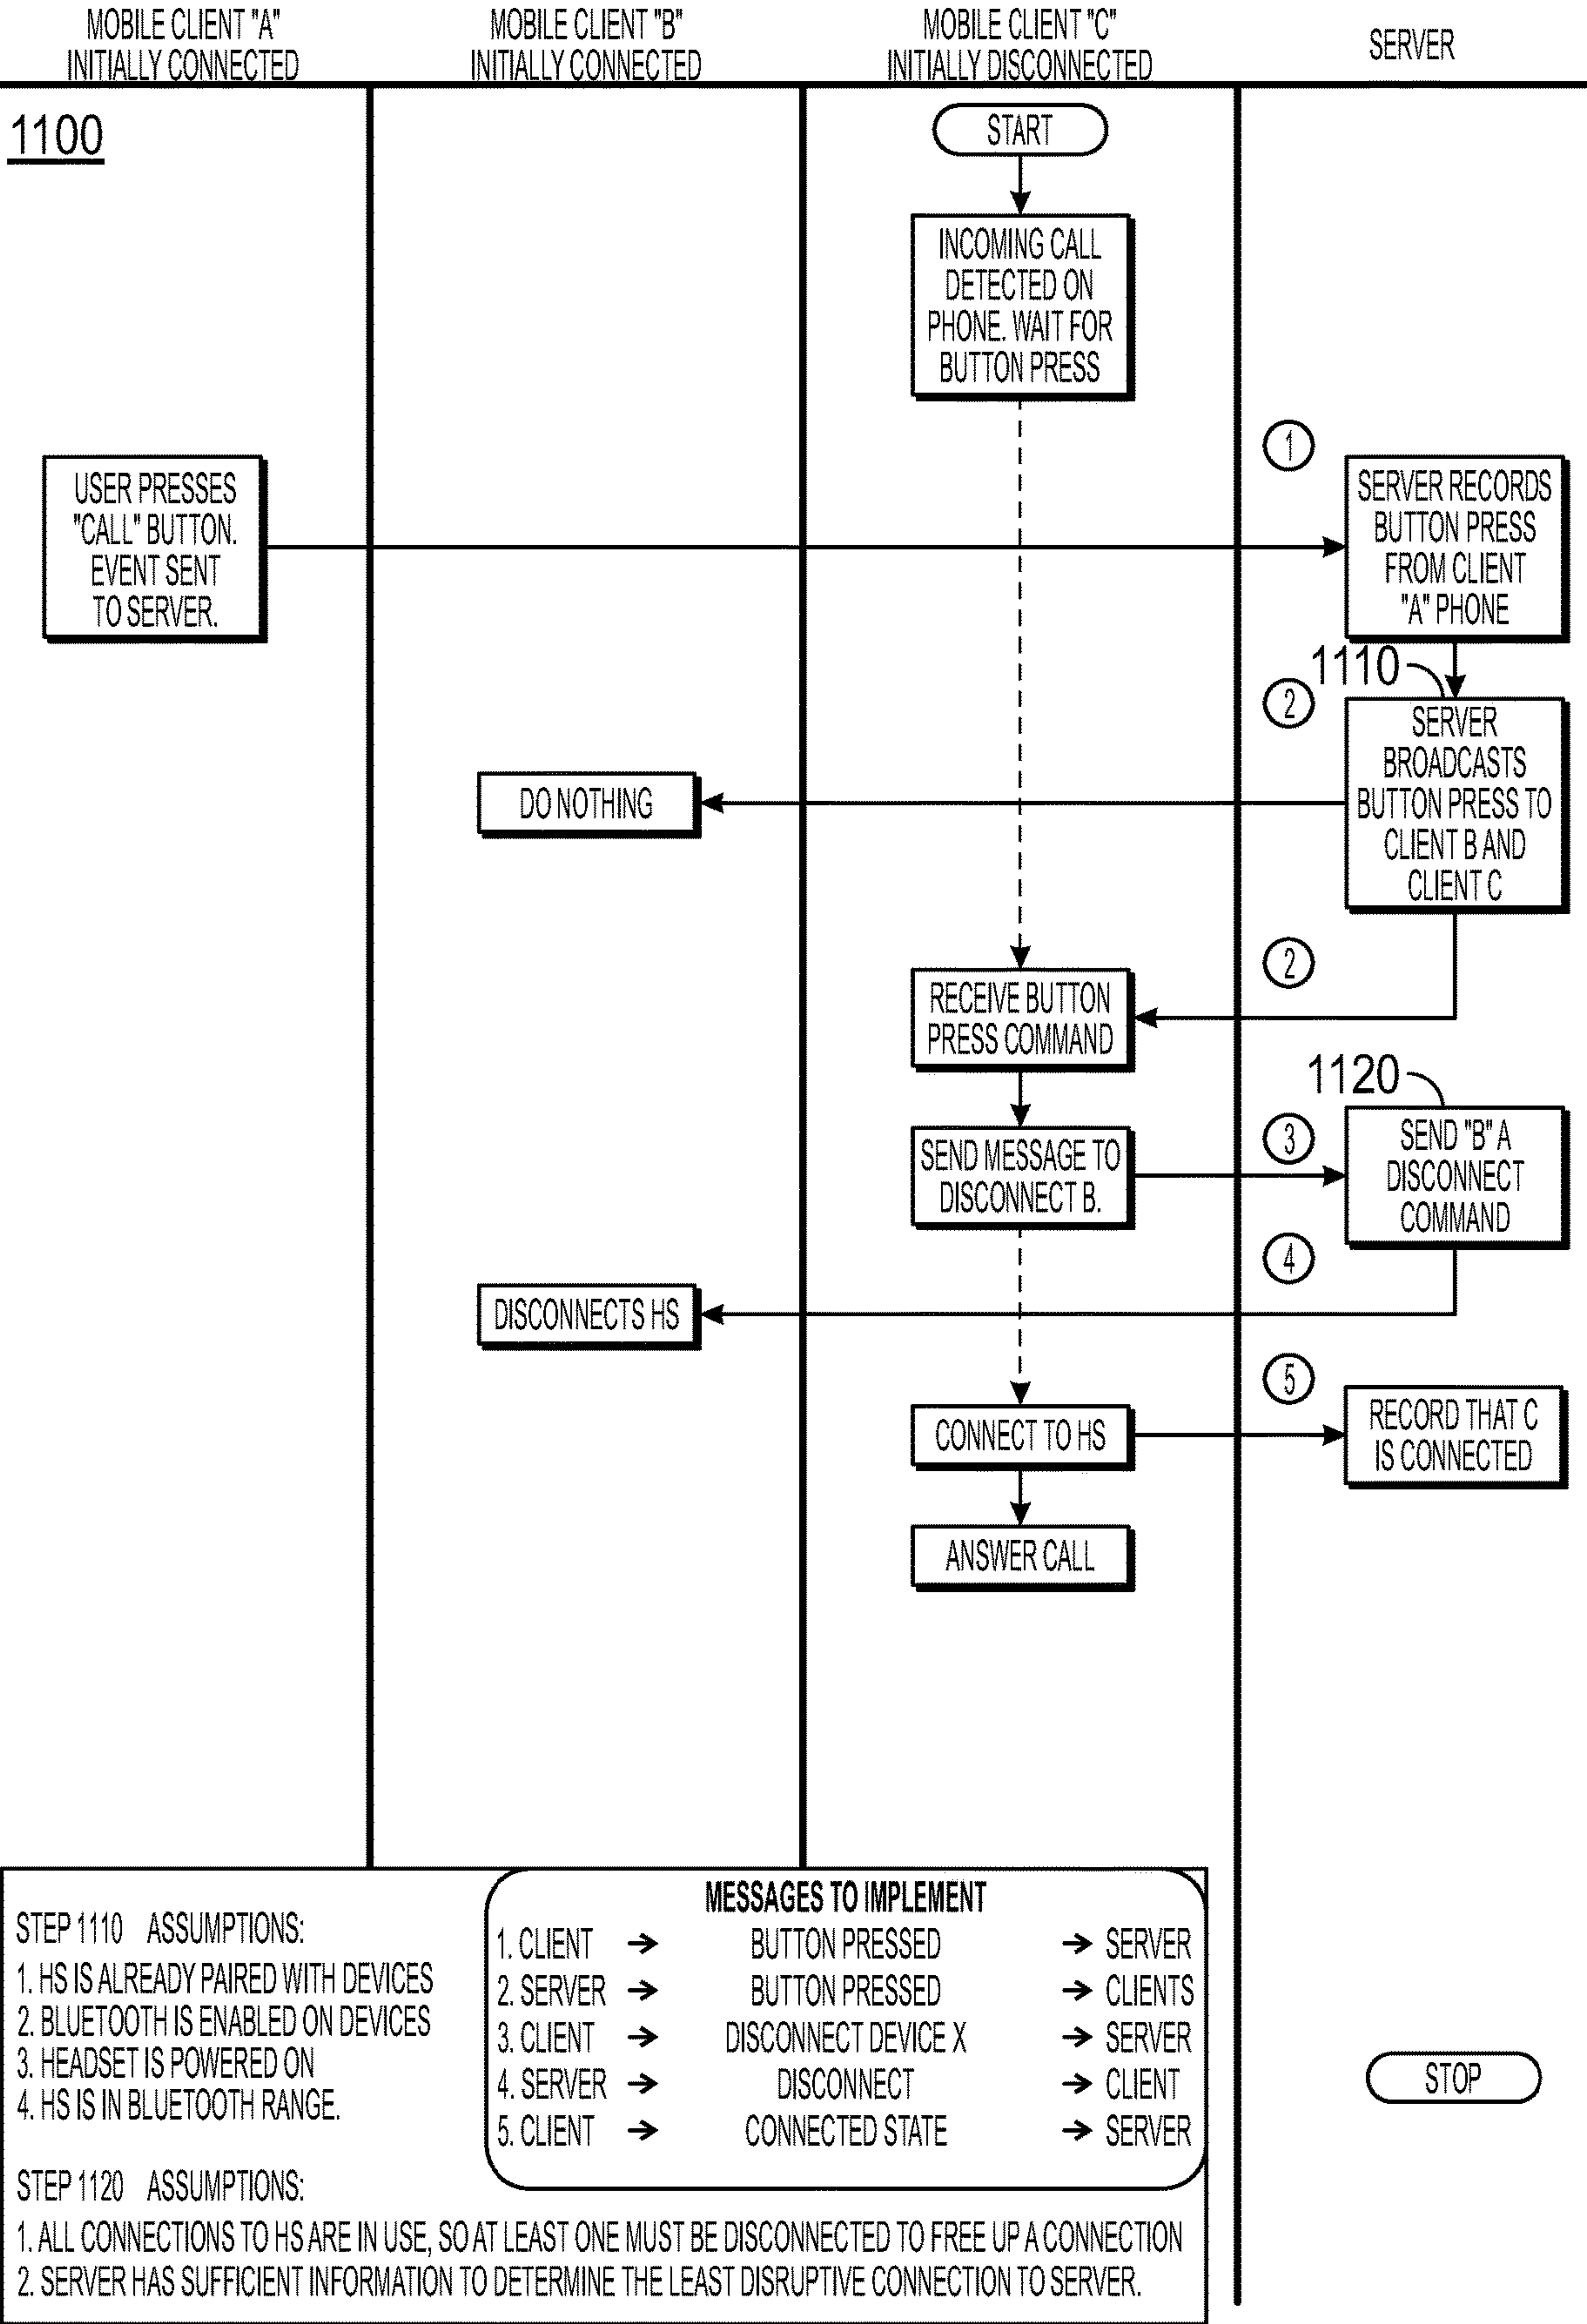 MOBILE CLIENT "A"
INITIALLY CONNECTED
MOBILE CLIENT "B"
INITIALLY CONNECTED
MOBILE CLIENT "C"
INITIALLY DISCONNECTED
SERVER
1100
START
INCOMING CALL
DETECTED ON
PHONE. WAIT FOR
BUTTON PRESS
USER PRESSES
"CALL" BUTTON.
EVENT SENT
TO SERVER.
1
SERVER RECORDS
BUTTON PRESS
FROM CLIENT
"A" PHONE
1110
2
SERVER
BROADCASTS
BUTTON PRESS TO
CLIENT B AND
CLIENT C
DO NOTHING
2
RECEIVE BUTTON
PRESS COMMAND
1120
SEND MESSAGE TO
DISCONNECT B.
3
SEND "B" A
DISCONNECT
COMMAND
4
DISCONNECTS HS
5
CONNECT TO HS
RECORD THAT C
IS CONNECTED
ANSWER CALL
STEP 1110 ASSUMPTIONS:
1. HS IS ALREADY PAIRED WITH DEVICES
2. BLUETOOTH IS ENABLED ON DEVICES
3. HEADSET IS POWERED ON
4. HS IS IN BLUETOOTH RANGE.
MESSAGES TO IMPLEMENT
1. CLIENT → BUTTON PRESSED → SERVER
2. SERVER → BUTTON PRESSED → CLIENTS
3. CLIENT → DISCONNECT DEVICE X → SERVER
4. SERVER → DISCONNECT → CLIENT
5. CLIENT → CONNECTED STATE → SERVER
STOP
STEP 1120 ASSUMPTIONS:
1. ALL CONNECTIONS TO HS ARE IN USE, SO AT LEAST ONE MUST BE DISCONNECTED TO FREE UP A CONNECTION
2. SERVER HAS SUFFICIENT INFORMATION TO DETERMINE THE LEAST DISRUPTIVE CONNECTION TO SERVER.